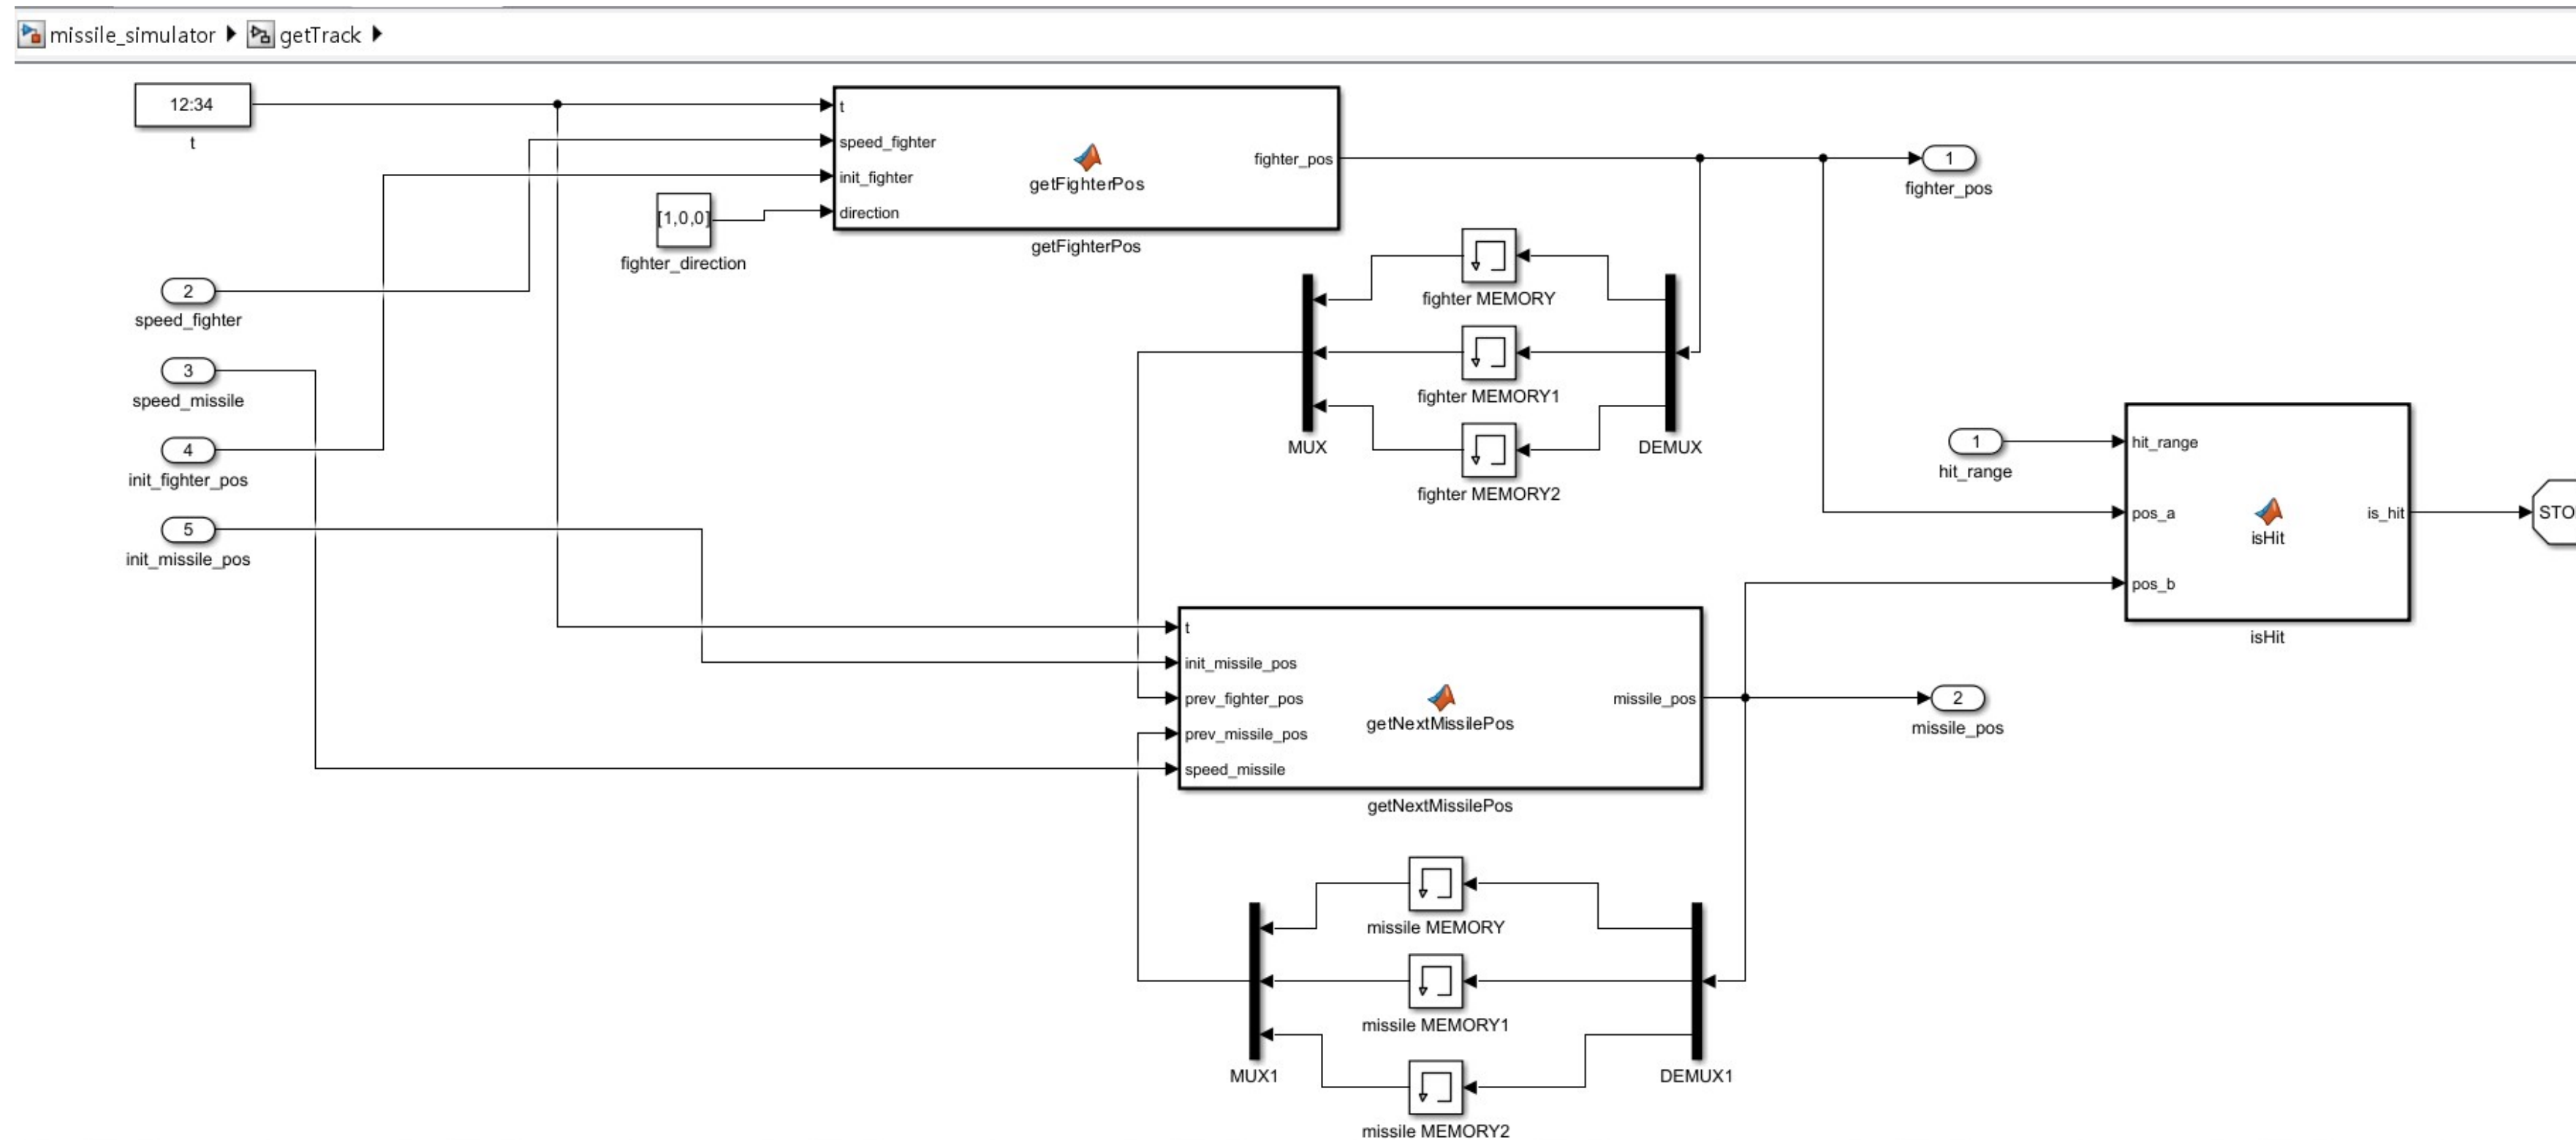 missile_simulator getTrack
12:34
t
t
speed_fighter
init_fighter
direction
getFighterPos
fighter_pos
getFighterPos
[1,0,0]
fighter_direction
1
fighter_pos
2
speed_fighter
3
speed_missile
4
init_fighter_pos
5
init_missile_pos
fighter MEMORY
fighter MEMORY1
fighter MEMORY2
MUX
DEMUX
1
hit_range
hit_range
pos_a
pos_b
isHit
is_hit
isHit
STO
t
init_missile_pos
prev_fighter_pos
prev_missile_pos
speed_missile
getNextMissilePos
missile_pos
getNextMissilePos
2
missile_pos
missile MEMORY
missile MEMORY1
missile MEMORY2
MUX1
DEMUX1